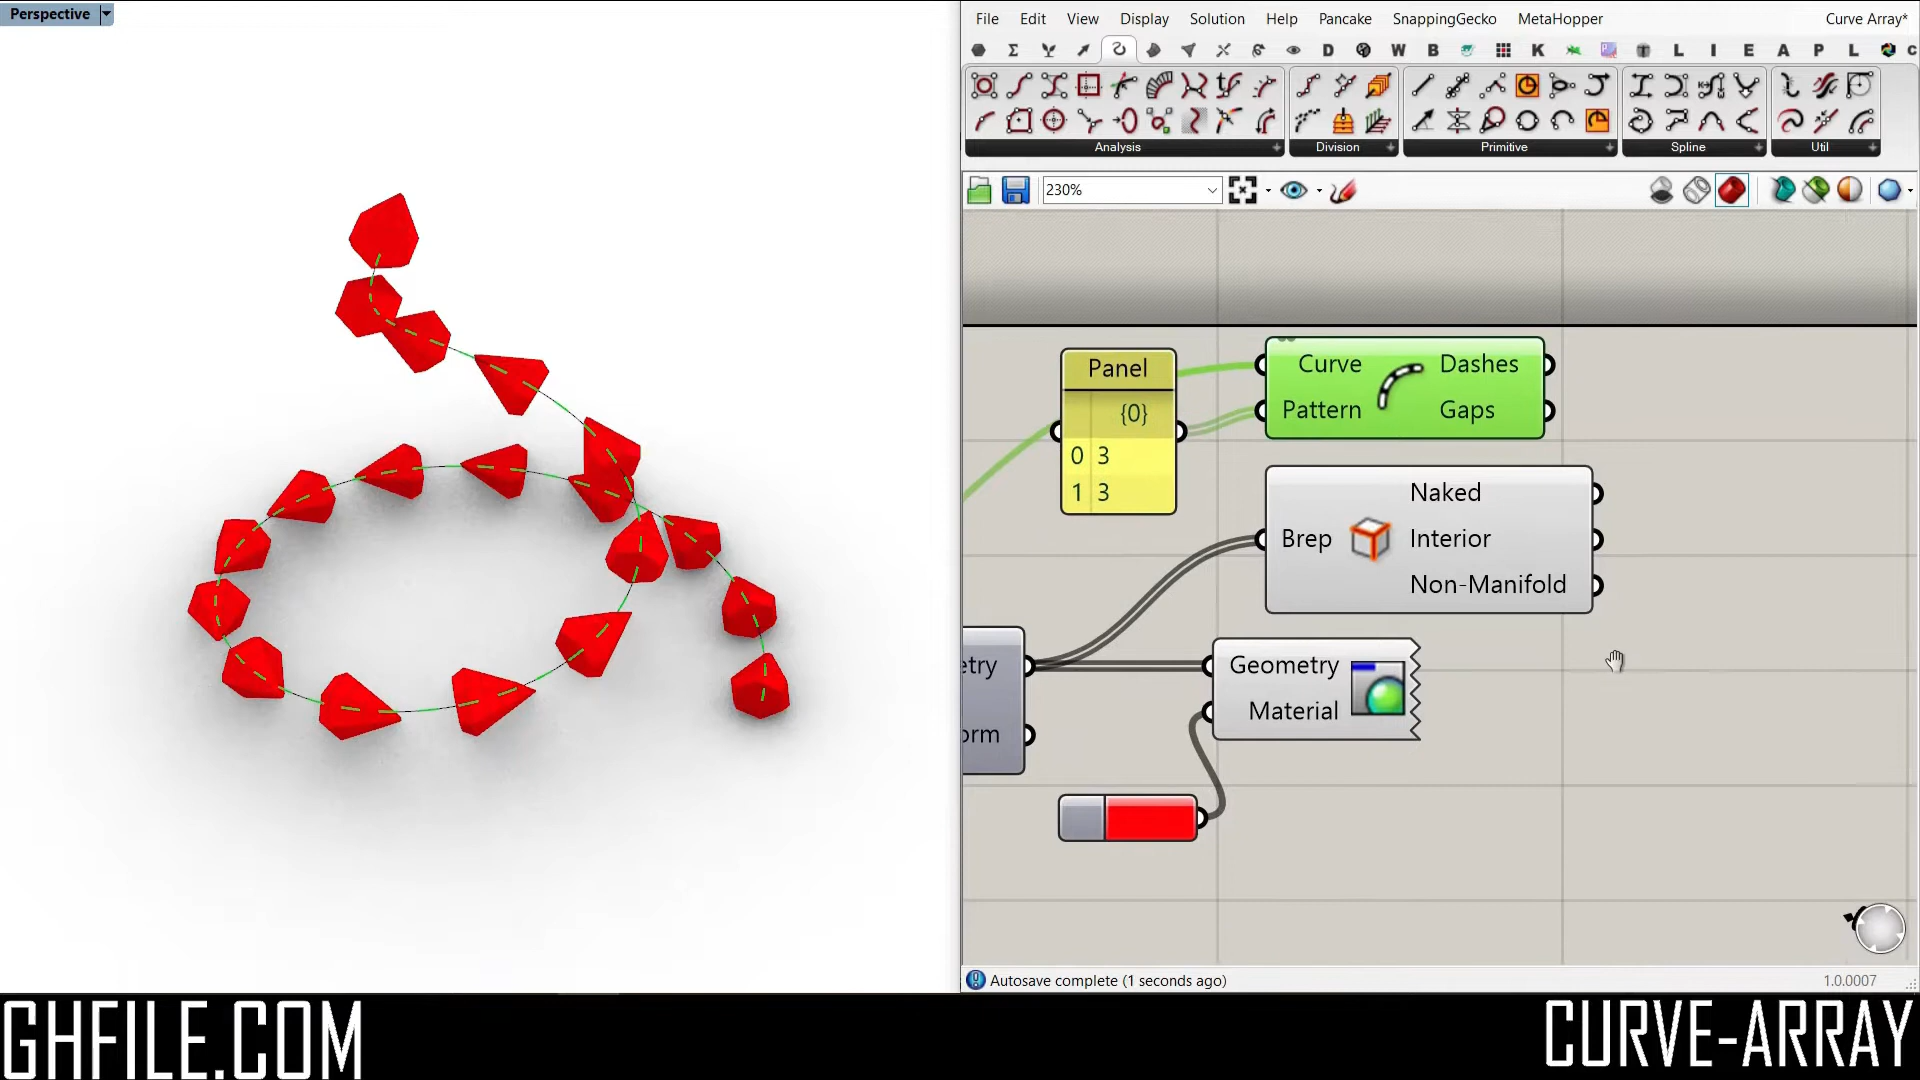 Perspective
File Edit View Display Solution Help Pancake SnappingGecko MetaHopper Curve Array*
D W B K L I E A P L
Analysis Division Primitive Spline Util
230%
Panel
{0}
0 3
1 3
Curve Dashes
Pattern Gaps
Naked
Brep Interior
Non-Manifold
etry
orm
Geometry
Material
Autosave complete (1 seconds ago) 1.0.0007
GHFILE.COM CURVE-ARRAY